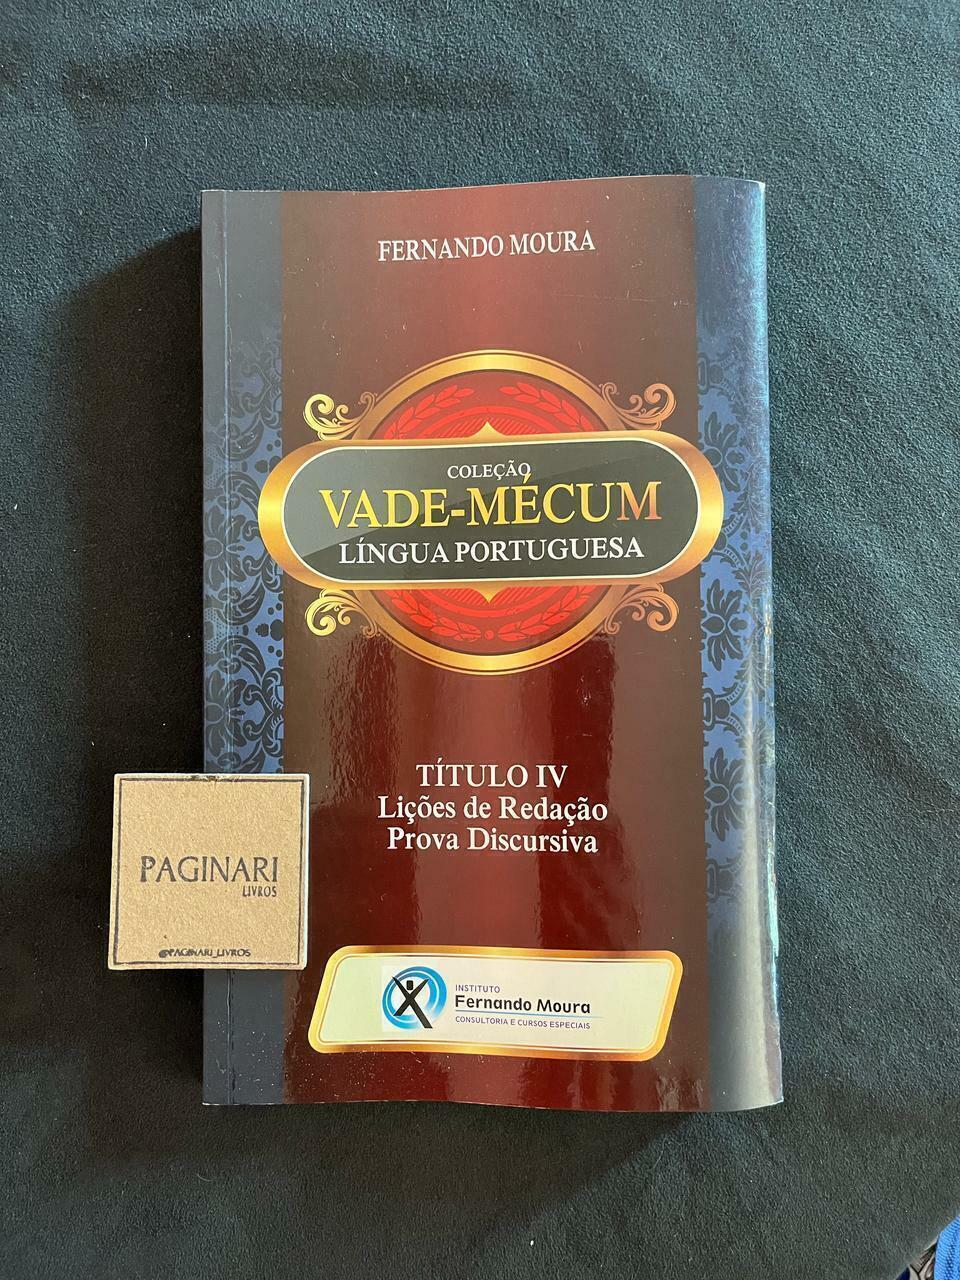 FERNANDO MOURA
COLEÇÃO
VADE-MÉCUM
LÍNGUA PORTUGUESA
TÍTULO IV
Lições de Redação
Prova Discursiva
PAGINARI
LIVROS
@PAGINARI_LIVROS
INSTITUTO
Fernando Moura
CONSULTORIA E CURSOS ESPECIAIS